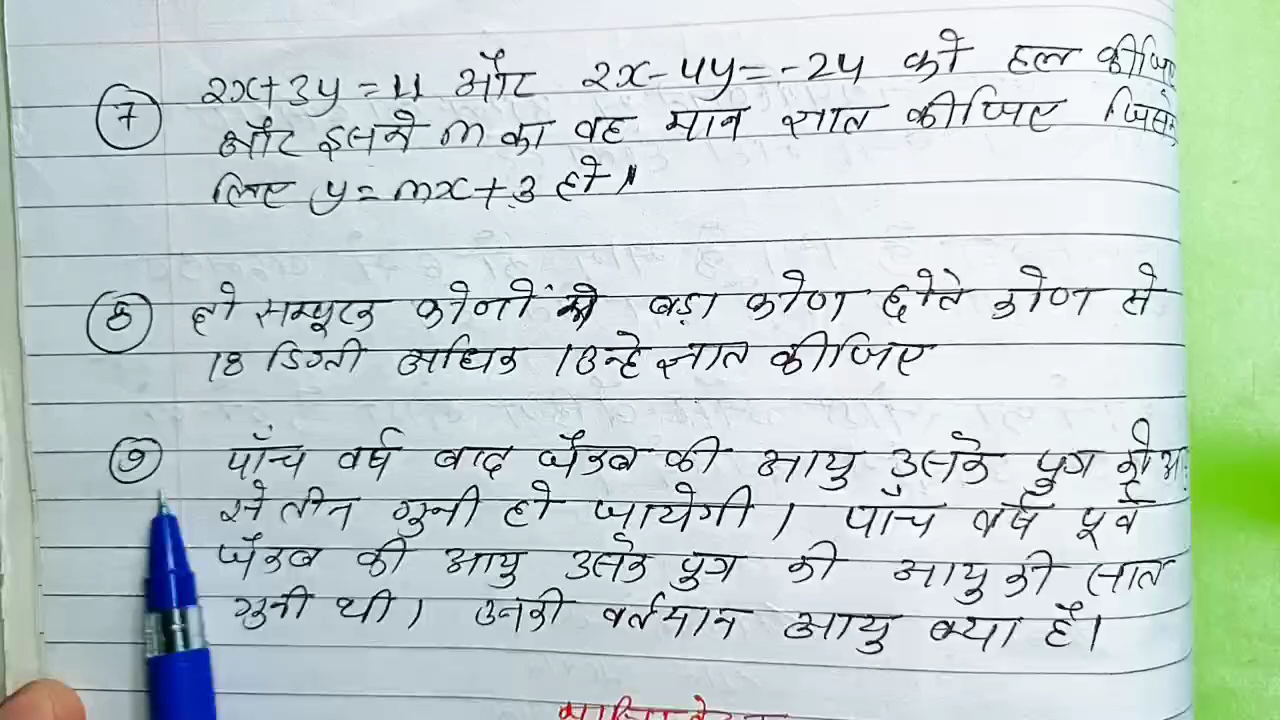 7 2x+3y=11 और 2x-4y=-24 को हल कीजिए
और इससे m का वह मान ज्ञात कीजिए जिसके
लिए y=mx+3 हो।
8 दो सम्पूरक कोनों में बड़ा कोण छोटे कोण से
18 डिग्री अधिक। उन्हे ज्ञात कीजिए
9 पाँच वर्ष बाद जैकब की आयु उसके पुत्र की
से तीन गुनी हो जायेगी। पाँच वर्ष पूर्व
जैकब की आयु उसके पुत्र की आयु की सात
गुनी थी। उनकी वर्तमान आयु क्या है।